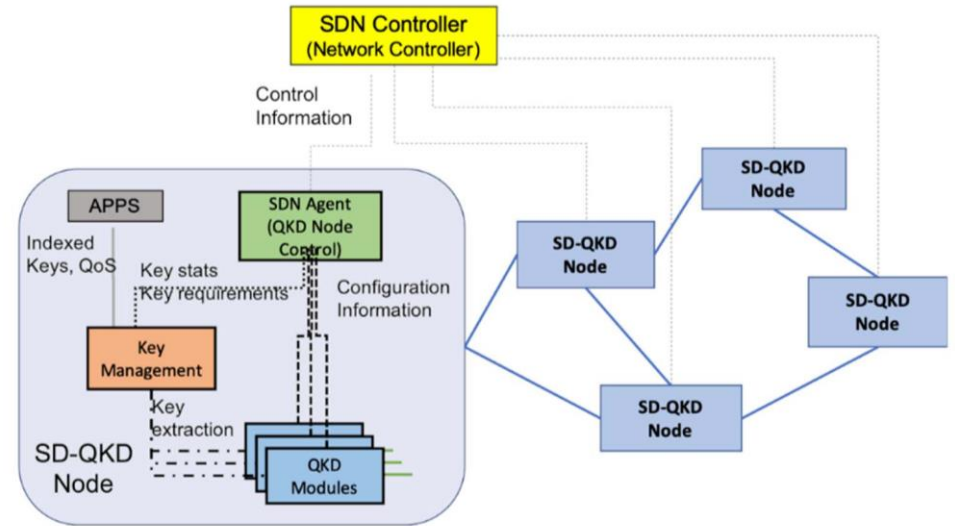 SDN Controller
(Network Controller)
Control
Information
APPS
SDN Agent
(QKD Node
Control)
Indexed
Keys, QoS
Key stats
Key requirements
Configuration
Information
Key
Management
Key
extraction
SD-QKD
Node
QKD
Modules
SD-QKD
Node
SD-QKD
Node
SD-QKD
Node
SD-QKD
Node